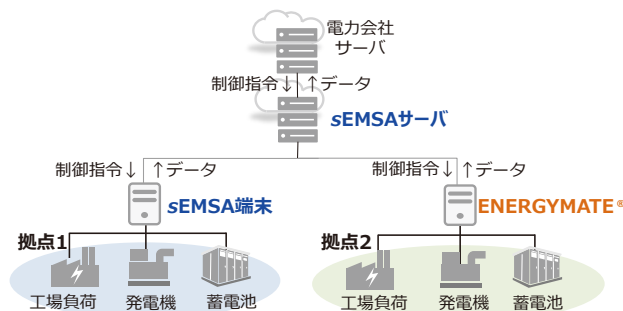 電力会社
サーバ
制御指令↓ ↑データ
sEMSAサーバ
制御指令↓ ↑データ
制御指令↓ ↑データ
sEMSA端末
ENERGYMATE®
拠点1
拠点2
工場負荷 発電機 蓄電池
工場負荷 発電機 蓄電池